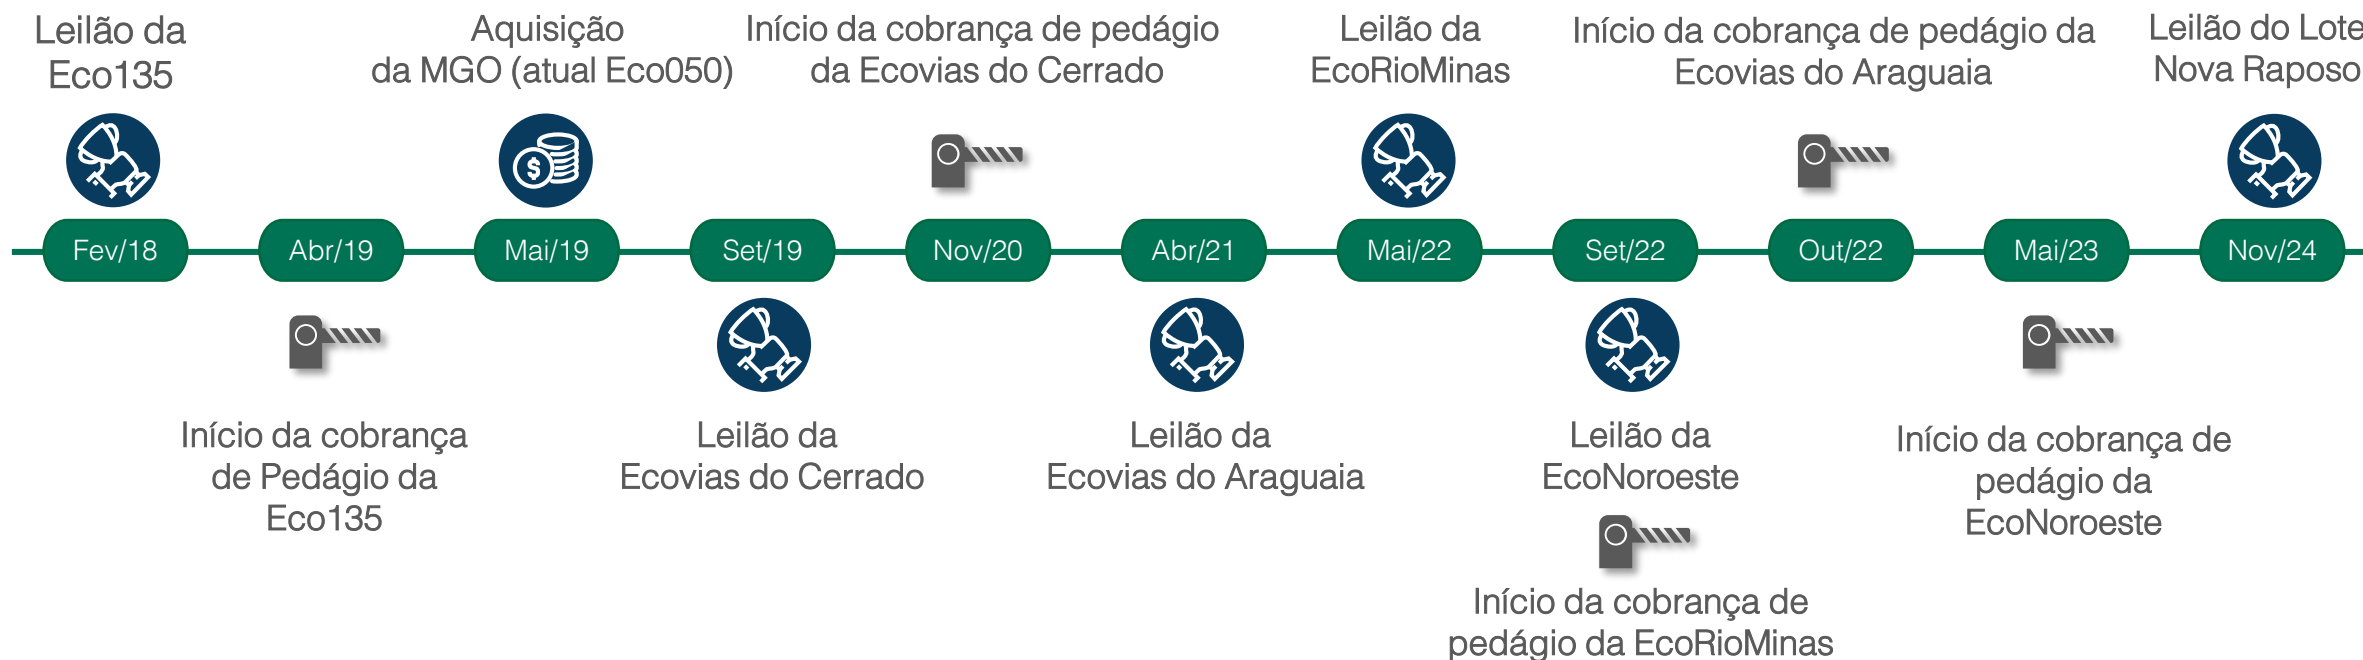 Leilão da
Eco135
Aquisição
da MGO (atual Eco050)
Início da cobrança de pedágio
da Ecovias do Cerrado
Leilão da
EcoRioMinas
Início da cobrança de pedágio da
Ecovias do Araguaia
Leilão do Lote
Nova Raposo
$
Fev/18
Abr/19
Mai/19
Set/19
Nov/20
Abr/21
Mai/22
Set/22
Out/22
Mai/23
Nov/24
Início da cobrança
de Pedágio da
Eco135
Leilão da
Ecovias do Cerrado
Leilão da
Ecovias do Araguaia
Leilão da
EcoNoroeste
Início da cobrança de
pedágio da EcoRioMinas
Início da cobrança de
pedágio da
EcoNoroeste